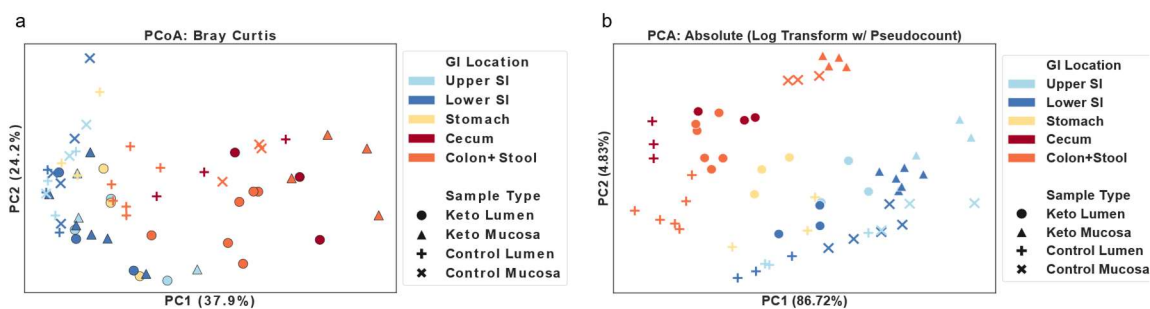 a
PCoA: Bray Curtis
PC2 (24.2%)
PC1 (37.9%)
GI Location
Upper SI
Lower SI
Stomach
Cecum
Colon+ Stool
Sample Type
Keto Lumen
Keto Mucosa
Control Lumen
Control Mucosa
b
PCA: Absolute (Log Transform w/ Pseudocount)
PC2 (4.83%)
PC1 (86.72%)
GI Location
Upper SI
Lower SI
Stomach
Cecum
Colon+Stool
Sample Type
Keto Lumen
Keto Mucosa
Control Lumen
Control Mucosa